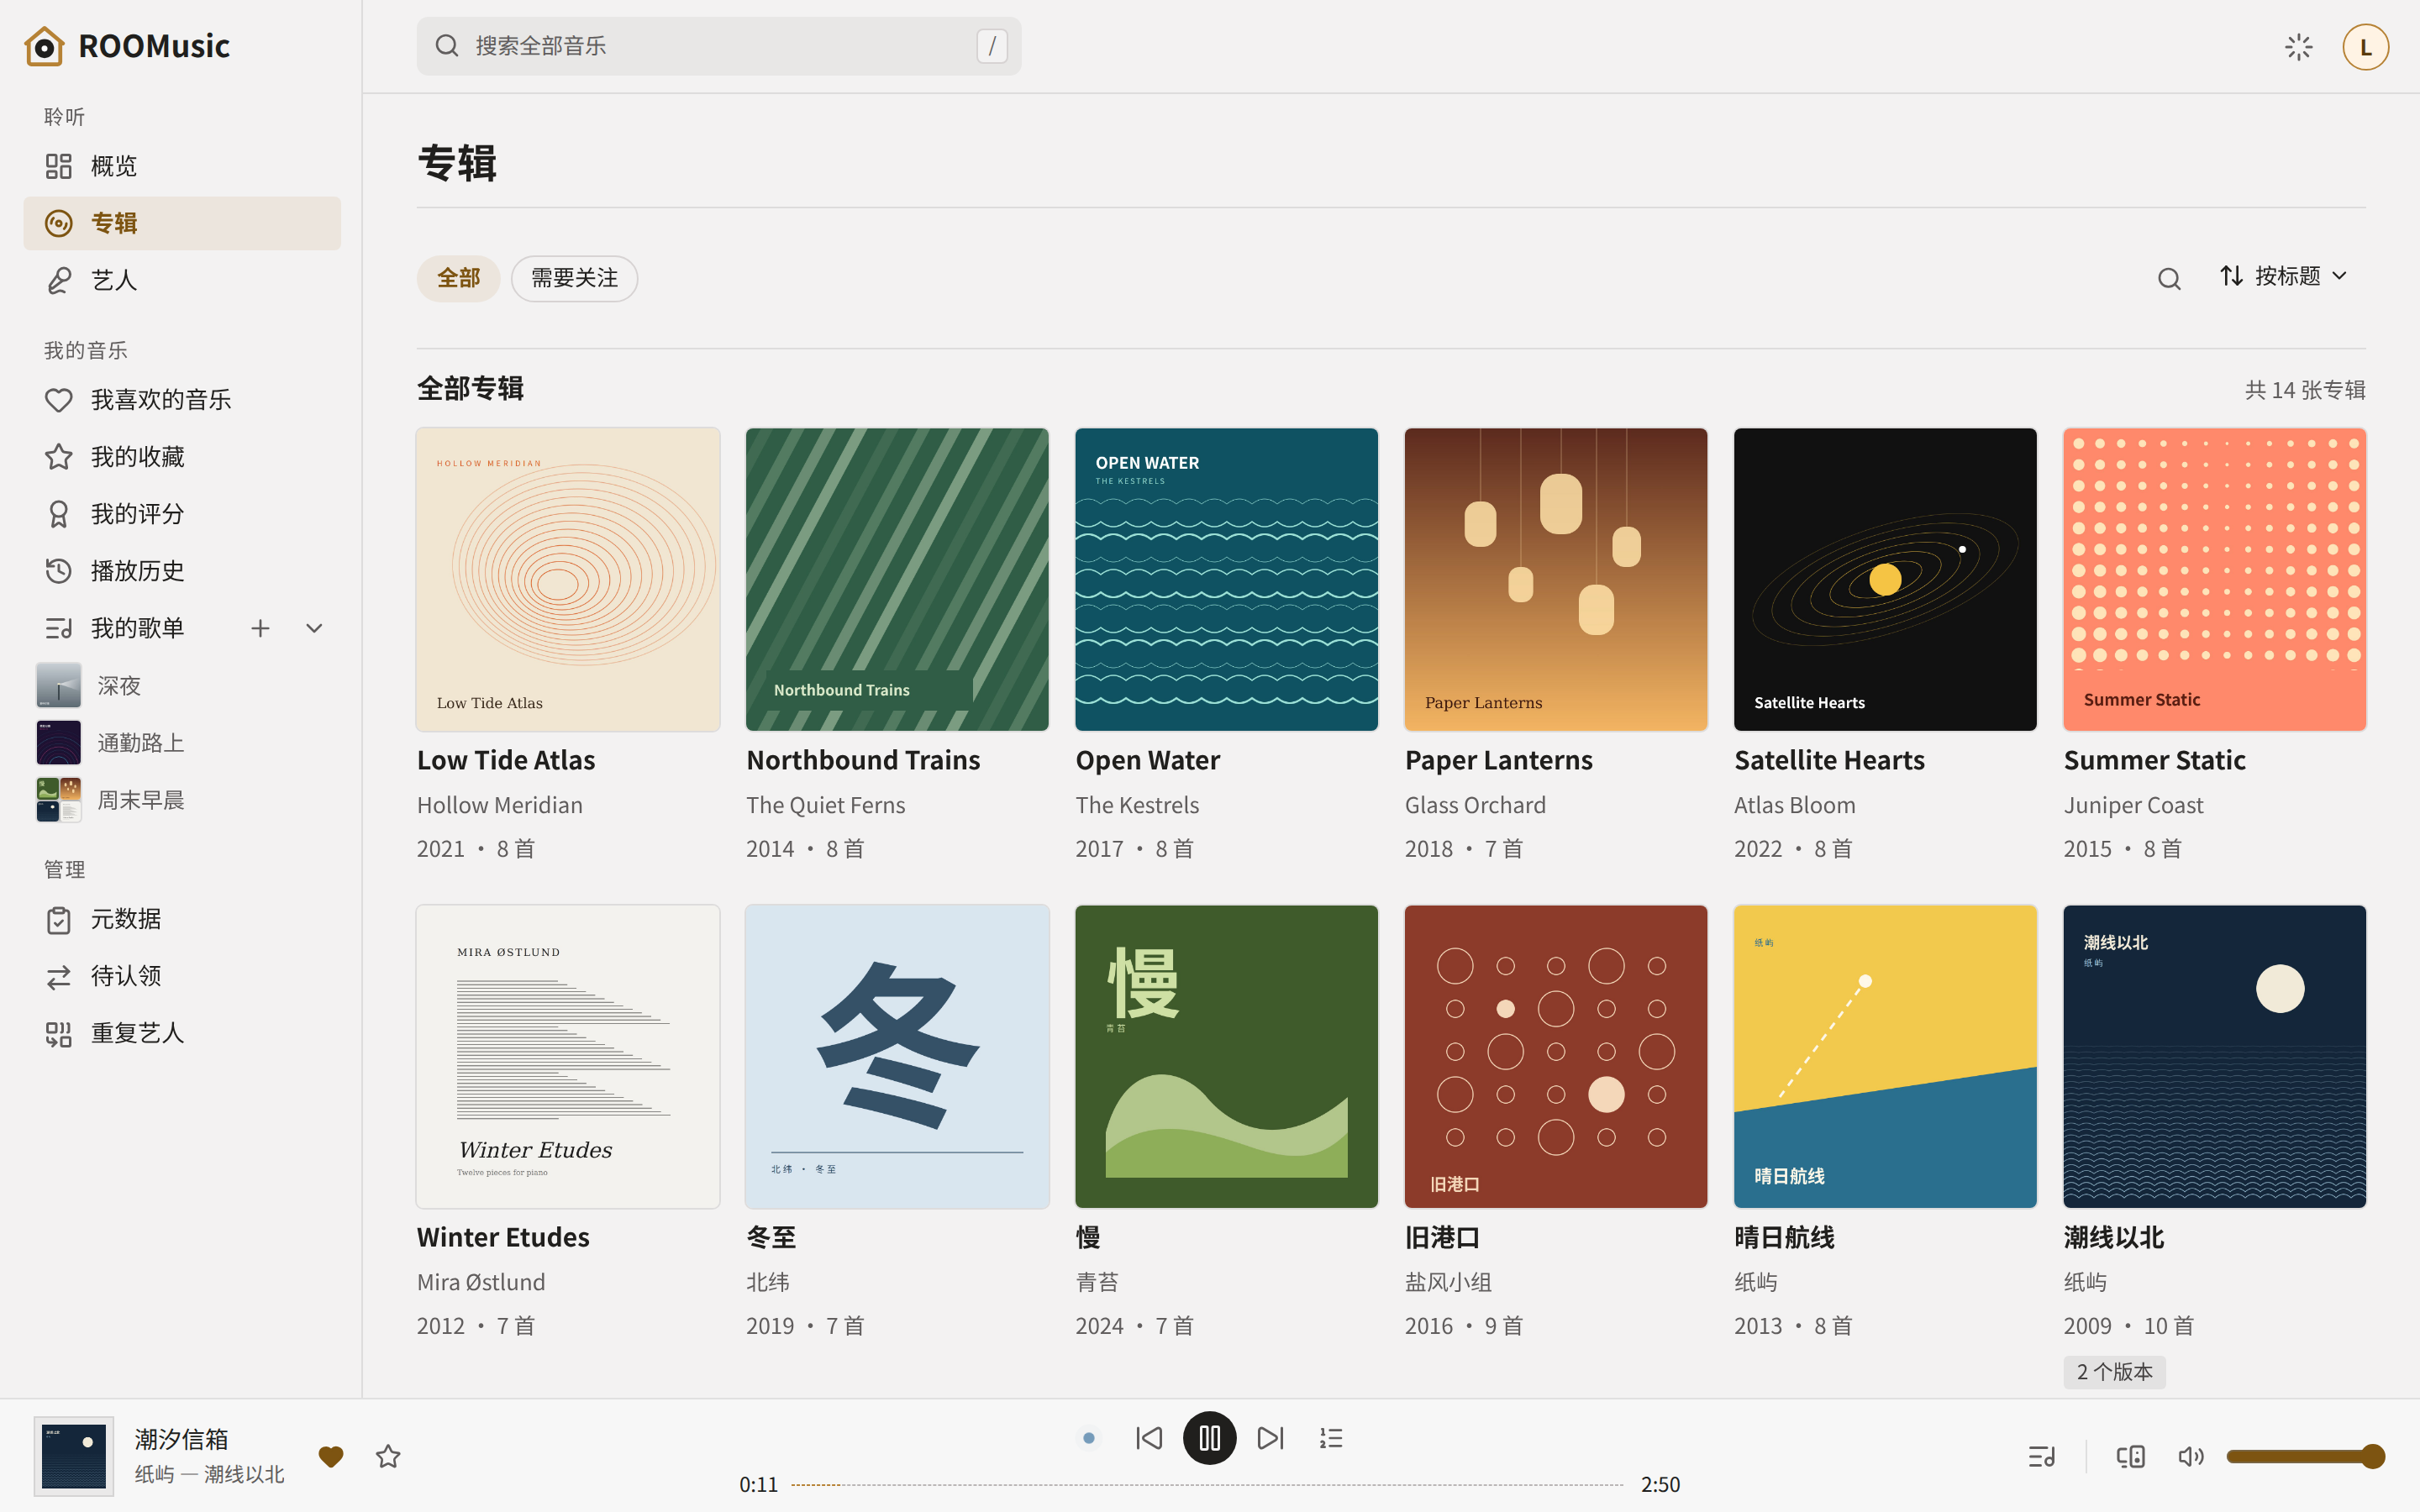 ROOMusic
搜索全部音乐
/
L
聆听
概览
专辑
艺人
我的音乐
我喜欢的音乐
我的收藏
我的评分
播放历史
我的歌单
深夜
通勤路上
周末早晨
管理
元数据
待认领
重复艺人
专辑
全部
需要关注
按标题
全部专辑
共 14 张专辑
HOLLOW MERIDIAN
Low Tide Atlas
Northbound Trains
OPEN WATER
THE KESTRELS
Paper Lanterns
Satellite Hearts
Summer Static
Low Tide Atlas
Northbound Trains
Open Water
Paper Lanterns
Satellite Hearts
Summer Static
Hollow Meridian
The Quiet Ferns
The Kestrels
Glass Orchard
Atlas Bloom
Juniper Coast
2021 • 8 首
2014 • 8 首
2017 • 8 首
2018 • 7 首
2022 • 8 首
2015 • 8 首
MIRA ØSTLUND
Winter Etudes
Twelve pieces for piano
冬
北纬 • 冬至
慢
青苔
旧港口
纸屿
晴日航线
潮线以北
纸屿
Winter Etudes
冬至
慢
旧港口
晴日航线
潮线以北
Mira Østlund
北纬
青苔
盐风小组
纸屿
纸屿
2012 • 7 首
2019 • 7 首
2024 • 7 首
2016 • 9 首
2013 • 8 首
2009 • 10 首
2 个版本
潮汐信箱
纸屿 — 潮线以北
0:11
2:50